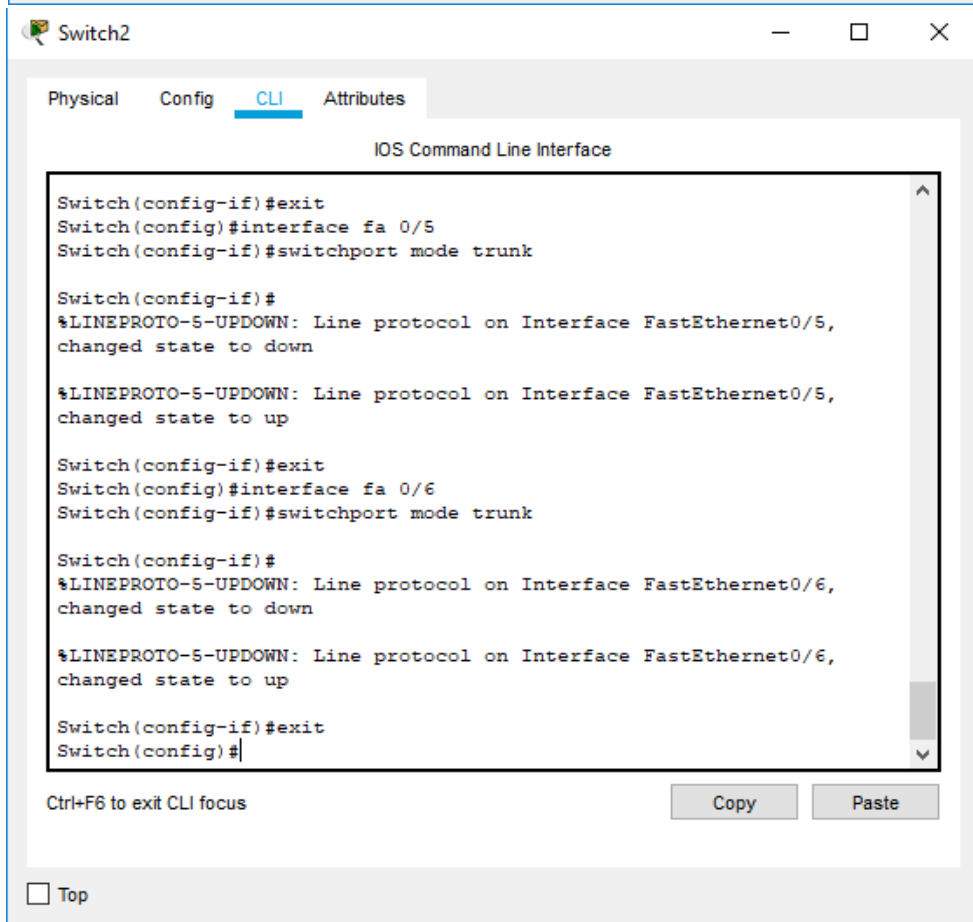 Switch2
Physical Config CLI Attributes
IOS Command Line Interface
Switch(config-if)#exit
Switch(config)#interface fa 0/5
Switch(config-if)#switchport mode trunk
Switch(config-if)#
%LINEPROTO-5-UPDOWN: Line protocol on Interface FastEthernet0/5,
changed state to down
%LINEPROTO-5-UPDOWN: Line protocol on Interface FastEthernet0/5,
changed state to up
Switch(config-if)#exit
Switch(config)#interface fa 0/6
Switch(config-if)#switchport mode trunk
Switch(config-if)#
%LINEPROTO-5-UPDOWN: Line protocol on Interface FastEthernet0/6,
changed state to down
%LINEPROTO-5-UPDOWN: Line protocol on Interface FastEthernet0/6,
changed state to up
Switch(config-if)#exit
Switch(config)#
Ctrl+F6 to exit CLI focus
Copy Paste
Top